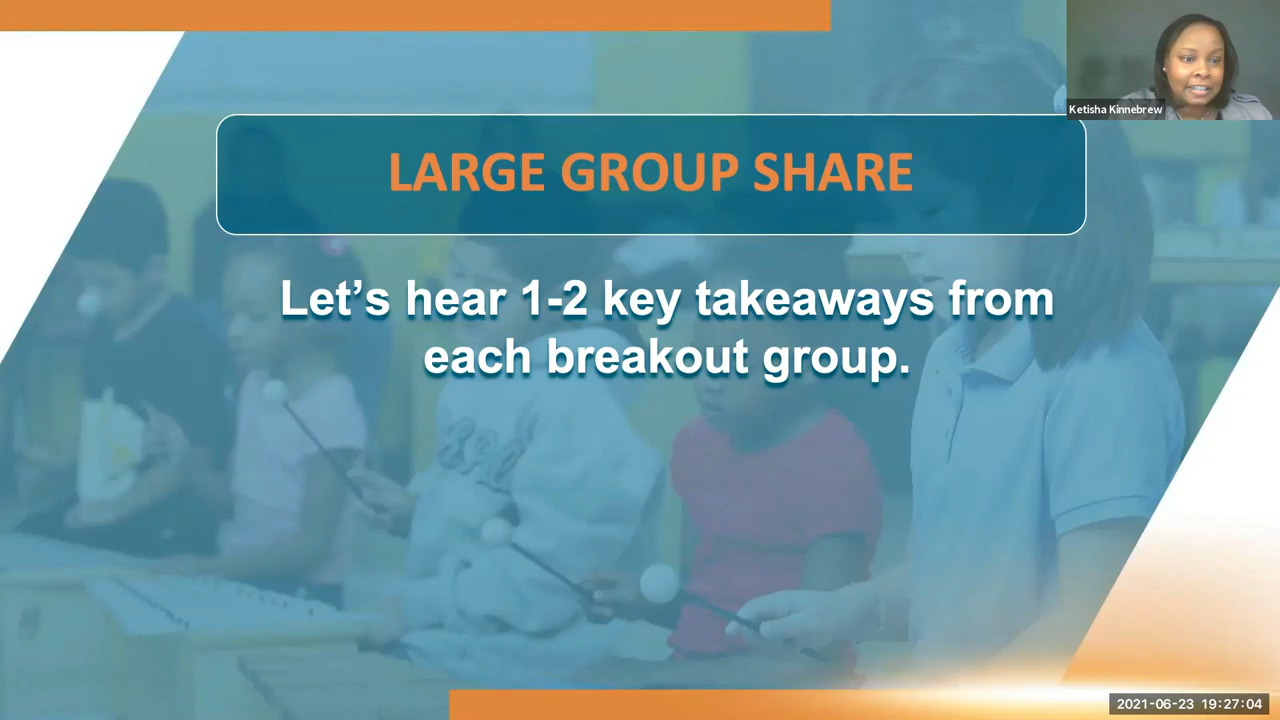 Ketisha Kinnebrew
LARGE GROUP SHARE
Let's hear 1-2 key takeaways from
each breakout group.
2021-06-23 19:27:04